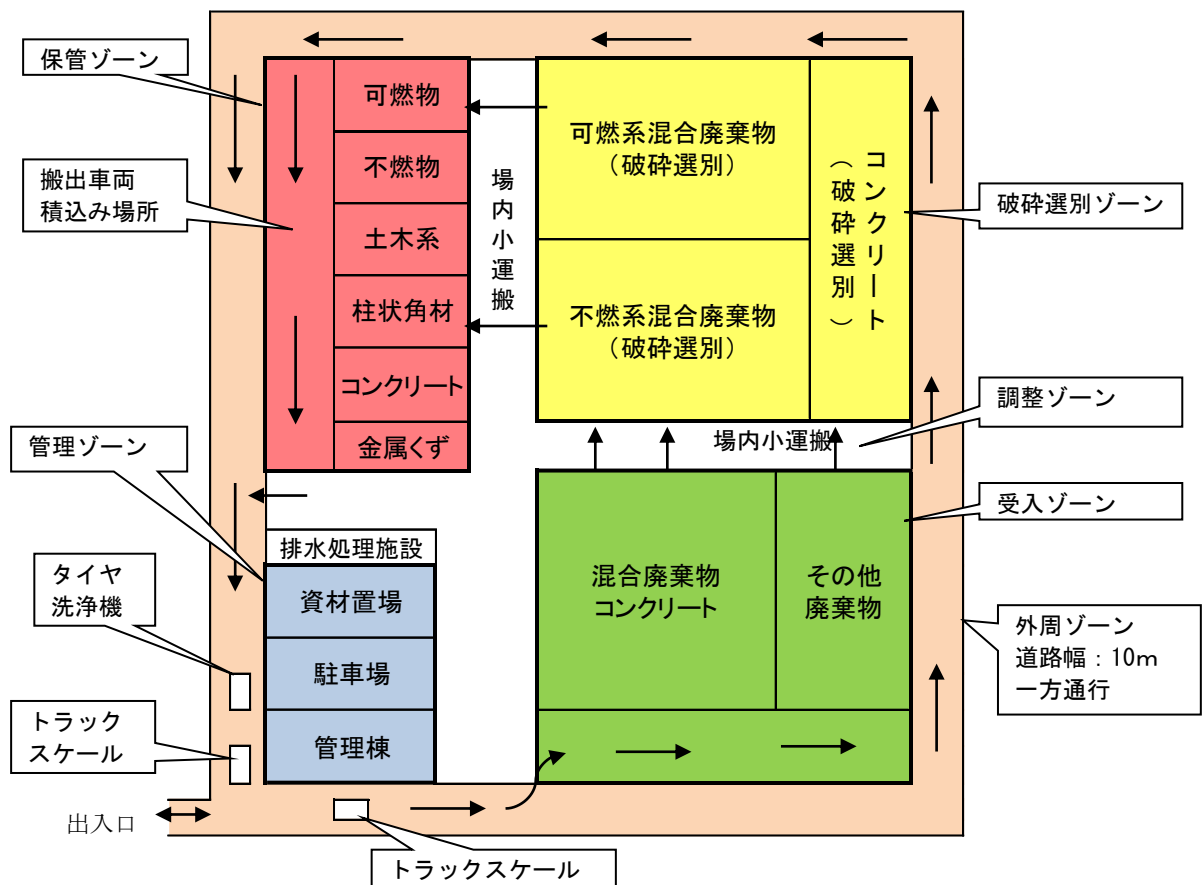 保管ゾーン
搬出車両
積込み場所
可燃物
不燃物
土木系
柱状角材
コンクリート
金属くず
場内小運搬
可燃系混合廃棄物
（破砕選別）
不燃系混合廃棄物
（破砕選別）
コンクリート
（破砕選別）
破砕選別ゾーン
調整ゾーン
場内小運搬
管理ゾーン
受入ゾーン
排水処理施設
資材置場
駐車場
管理棟
混合廃棄物
コンクリート
その他
廃棄物
タイヤ
洗浄機
外周ゾーン
道路幅：10m
一方通行
トラック
スケール
出入口
トラックスケール